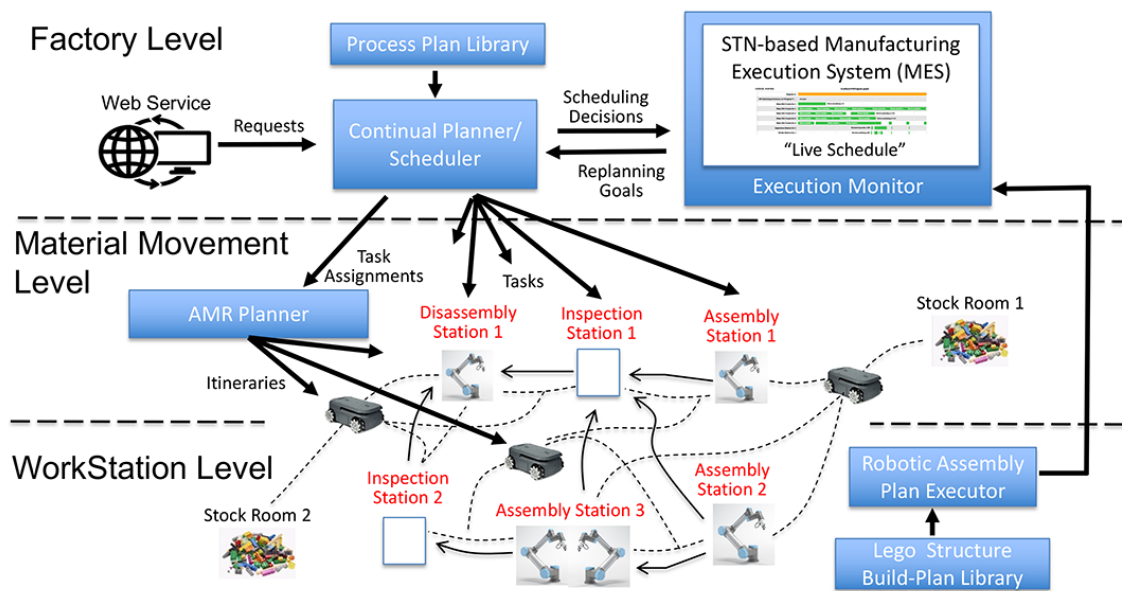 Factory Level
Process Plan Library
STN-based Manufacturing
Execution System (MES)
Web Service
Requests
Continual Planner/
Scheduler
Scheduling
Decisions
Replanning
Goals
"Live Schedule"
Execution Monitor
Material Movement
Level
Task
Assignments
Tasks
AMR Planner
Disassembly
Station 1
Inspection
Station 1
Assembly
Station 1
Stock Room 1
Itineraries
WorkStation Level
Inspection
Station 2
Stock Room 2
Assembly Station 3
Assembly
Station 2
Robotic Assembly
Plan Executor
Lego Structure
Build-Plan Library